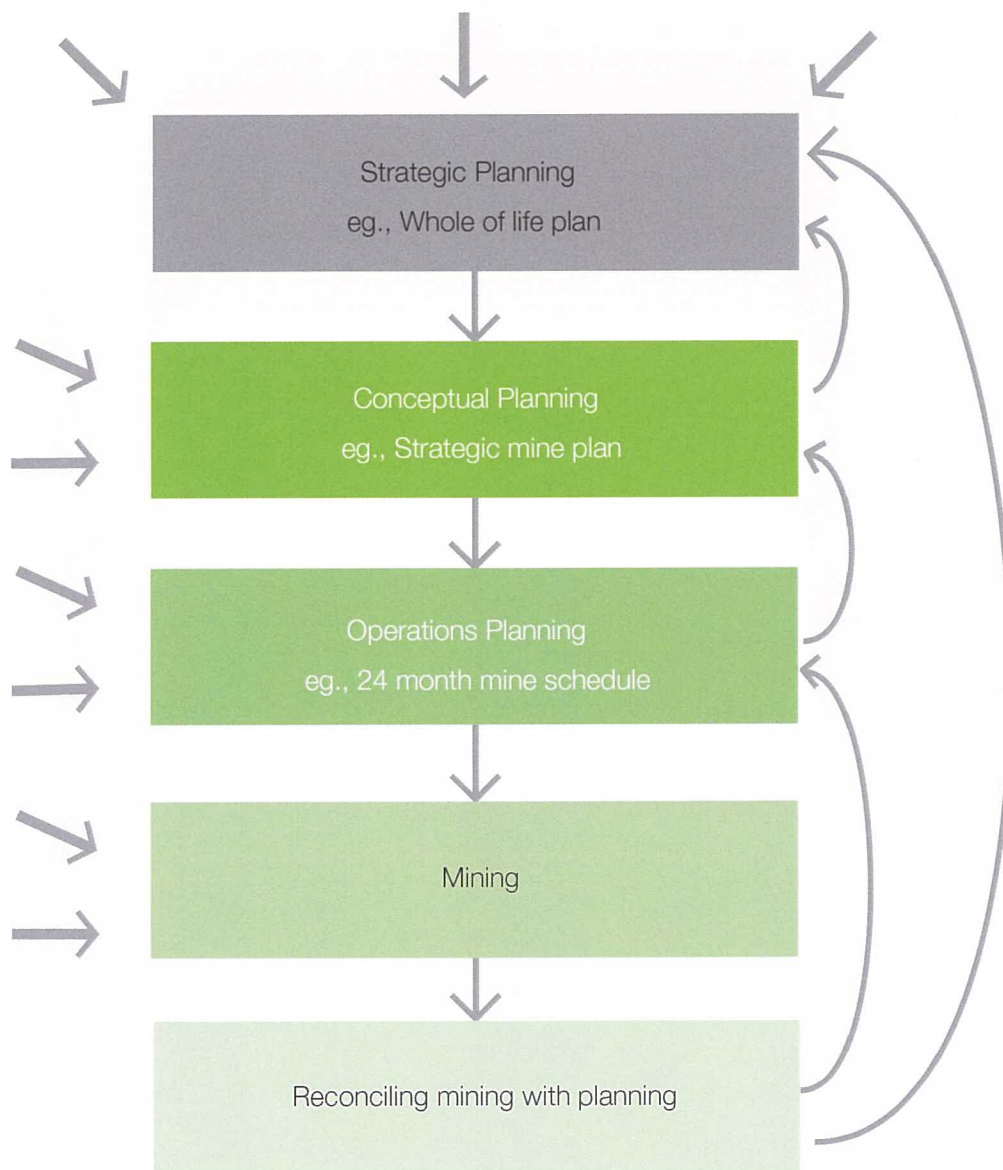 Strategic Planning
eg., Whole of life plan
Conceptual Planning
eg., Strategic mine plan
Operations Planning
eg., 24 month mine schedule
Mining
Reconciling mining with planning